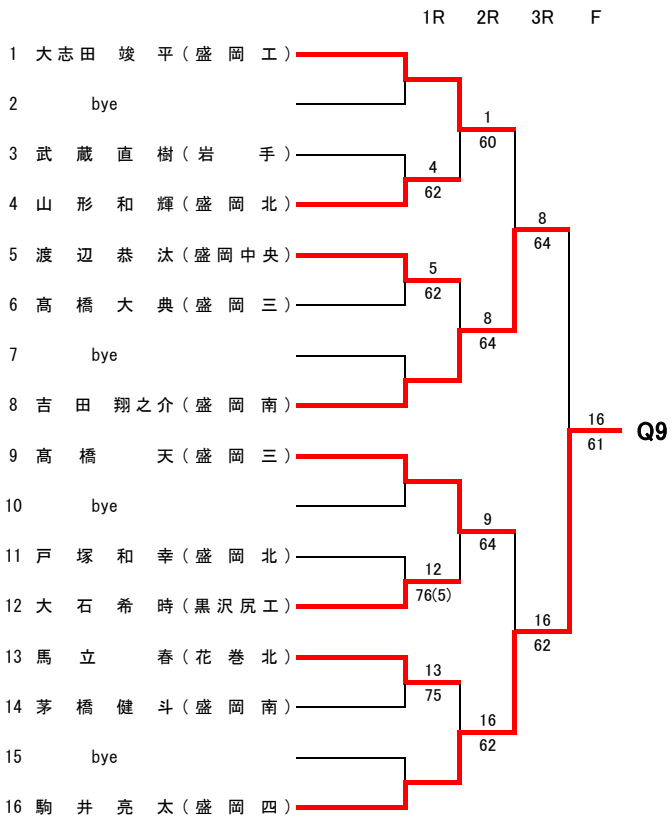 1R 2R 3R F
1 大志田 竣 平(盛 岡 工)
2 bye
1
60
3 武 蔵 直 樹(岩 手)
4
62
4 山 形 和 輝(盛 岡 北)
8
64
5 渡 辺 恭 汰(盛岡中央)
5
62
6 髙 橋 大 典(盛 岡 三)
8
64
7 bye
8 吉 田 翔之介(盛 岡 南)
16
61
Q9
9 髙 橋 天(盛 岡 三)
10 bye
9
64
11 戸 塚 和 幸(盛 岡 北)
12
76(5)
12 大 石 希 時(黒沢尻工)
16
62
13 馬 立 春(花 巻 北)
13
75
14 茅 橋 健 斗(盛 岡 南)
16
62
15 bye
16 駒 井 亮 太(盛 岡 四)